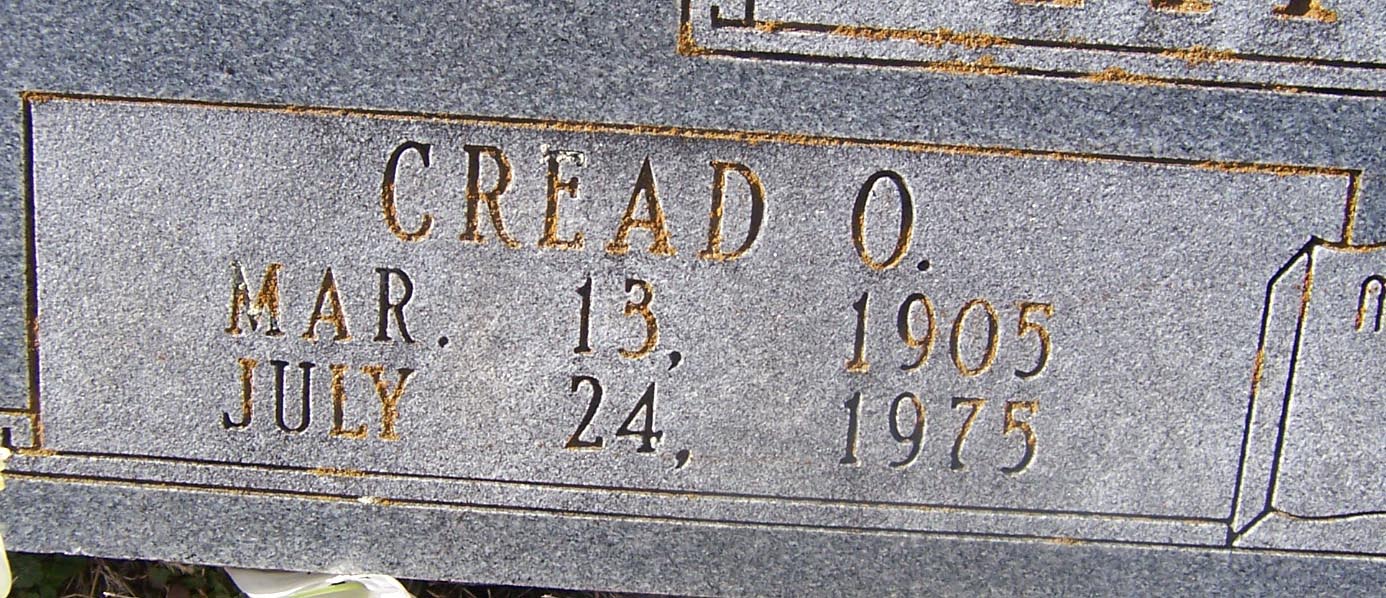 CREAD O.
MAR. 13, 1905
JULY 24, 1975